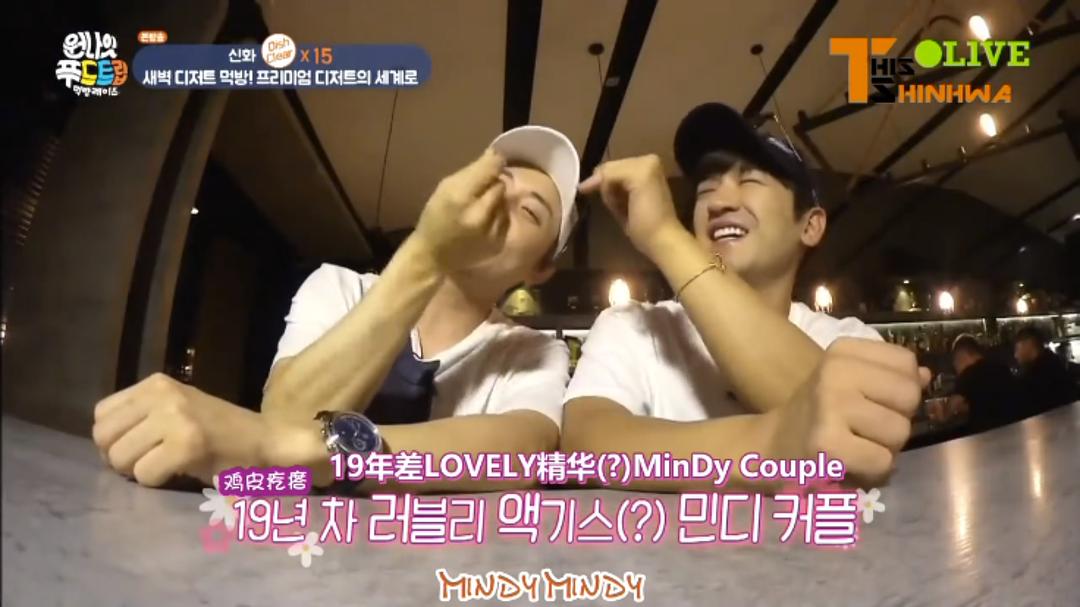 원나잇
푸드트립
먹방레이스
본방송
신화 Dish Clear x 15
새벽 디저트 먹방! 프리미엄 디저트의 세계로
OLIVE
THIS
SHINHWA
19年差LOVELY精华(?)MinDy Couple
鸡皮疙瘩
19년 차 러블리 액기스(?) 민디 커플
MINDY MINDY